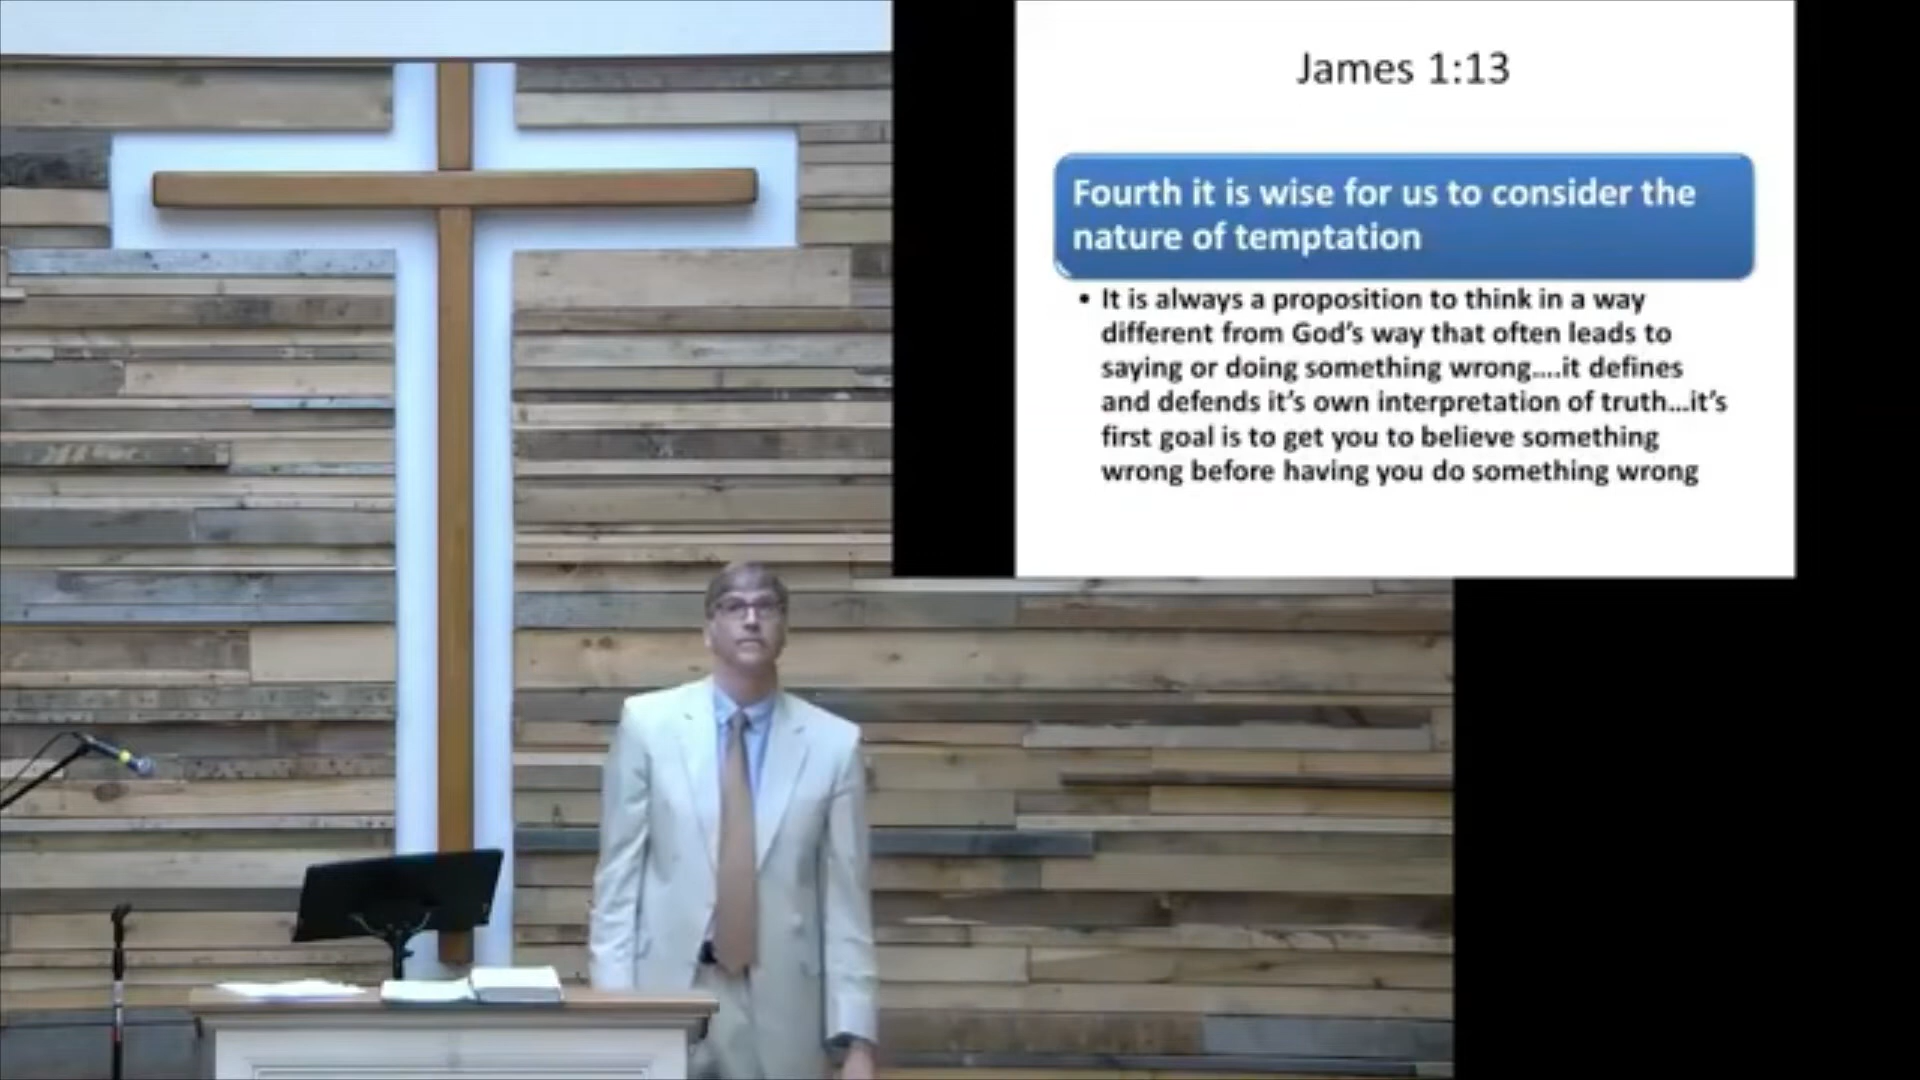 James 1:13
Fourth it is wise for us to consider the
nature of temptation
• It is always a proposition to think in a way
different from God's way that often leads to
saying or doing something wrong....it defines
and defends it's own interpretation of truth...it's
first goal is to get you to believe something
wrong before having you do something wrong